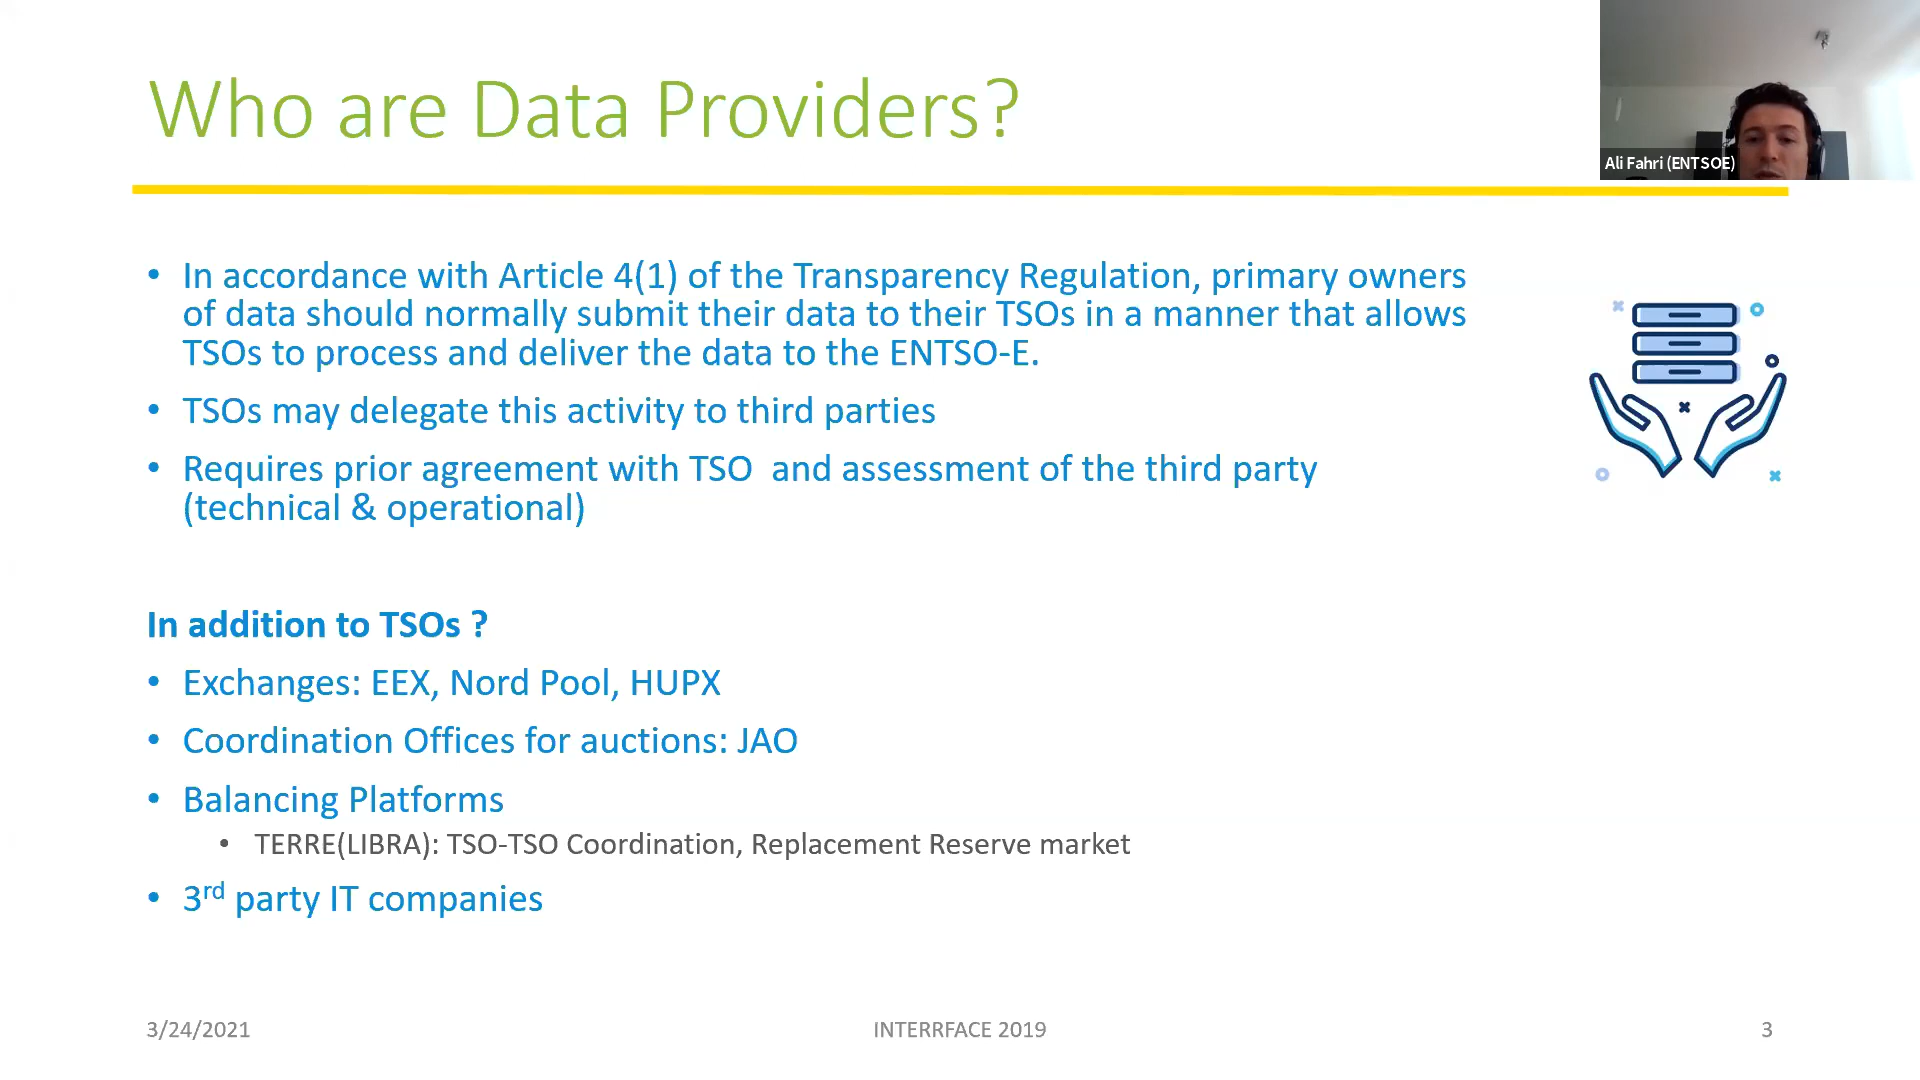 Who are Data Providers?
Ali Fahri (ENTSOE)
• In accordance with Article 4(1) of the Transparency Regulation, primary owners
of data should normally submit their data to their TSOs in a manner that allows
TSOs to process and deliver the data to the ENTSO-E.
• TSOs may delegate this activity to third parties
• Requires prior agreement with TSO  and assessment of the third party
(technical & operational)
In addition to TSOs ?
• Exchanges: EEX, Nord Pool, HUPX
• Coordination Offices for auctions: JAO
• Balancing Platforms
• TERRE(LIBRA): TSO-TSO Coordination, Replacement Reserve market
• 3rd party IT companies
3/24/2021
INTERRFACE 2019
3